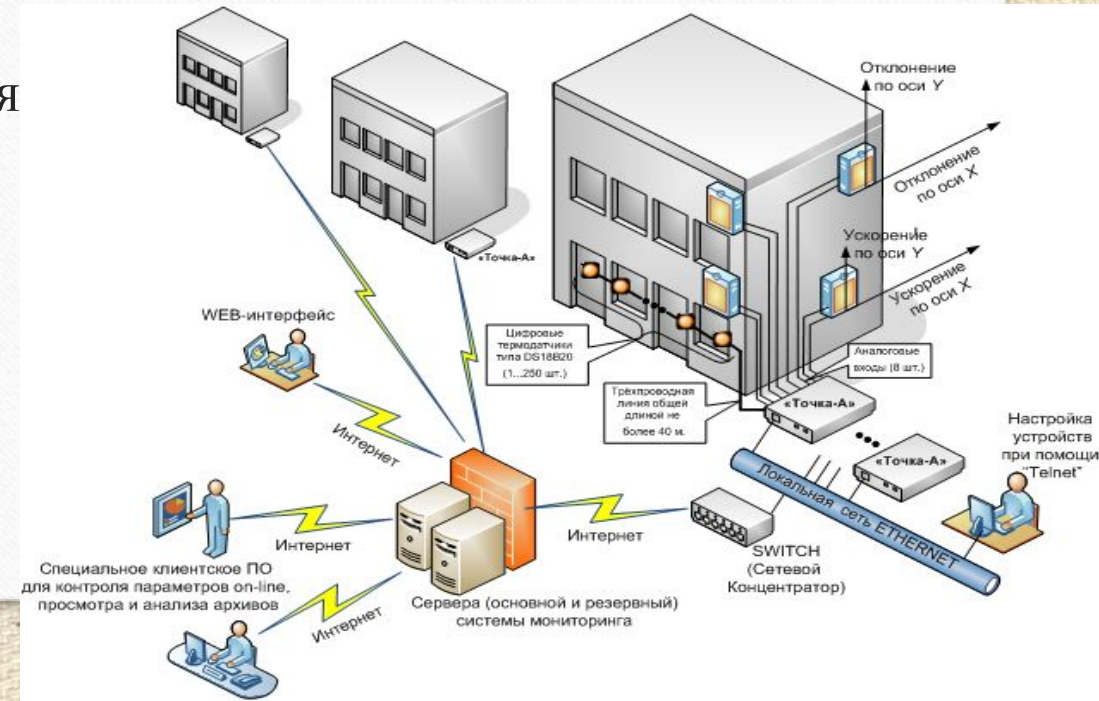 я
Отклонение
по оси Y
Отклонение
по оси X
Ускорение
по оси Y
Ускорение
по оси X
«Точка-А»
WEB-интерфейс
Цифровые
термодатчики
типа DS18B20
(1...250 шт.)
Аналоговые
входы (8 шт.)
Трёхпроводная
линия общей
длиной не
более 40 м.
«Точка-А»
«Точка-А»
Настройка
устройств
при помощи
"Telnet"
Локальная сеть ETHERNET
Интернет
Интернет
Интернет
Интернет
SWITCH
(Сетевой
Концентратор)
Специальное клиентское ПО
для контроля параметров on-line,
просмотра и анализа архивов
Сервера (основной и резервный)
системы мониторинга